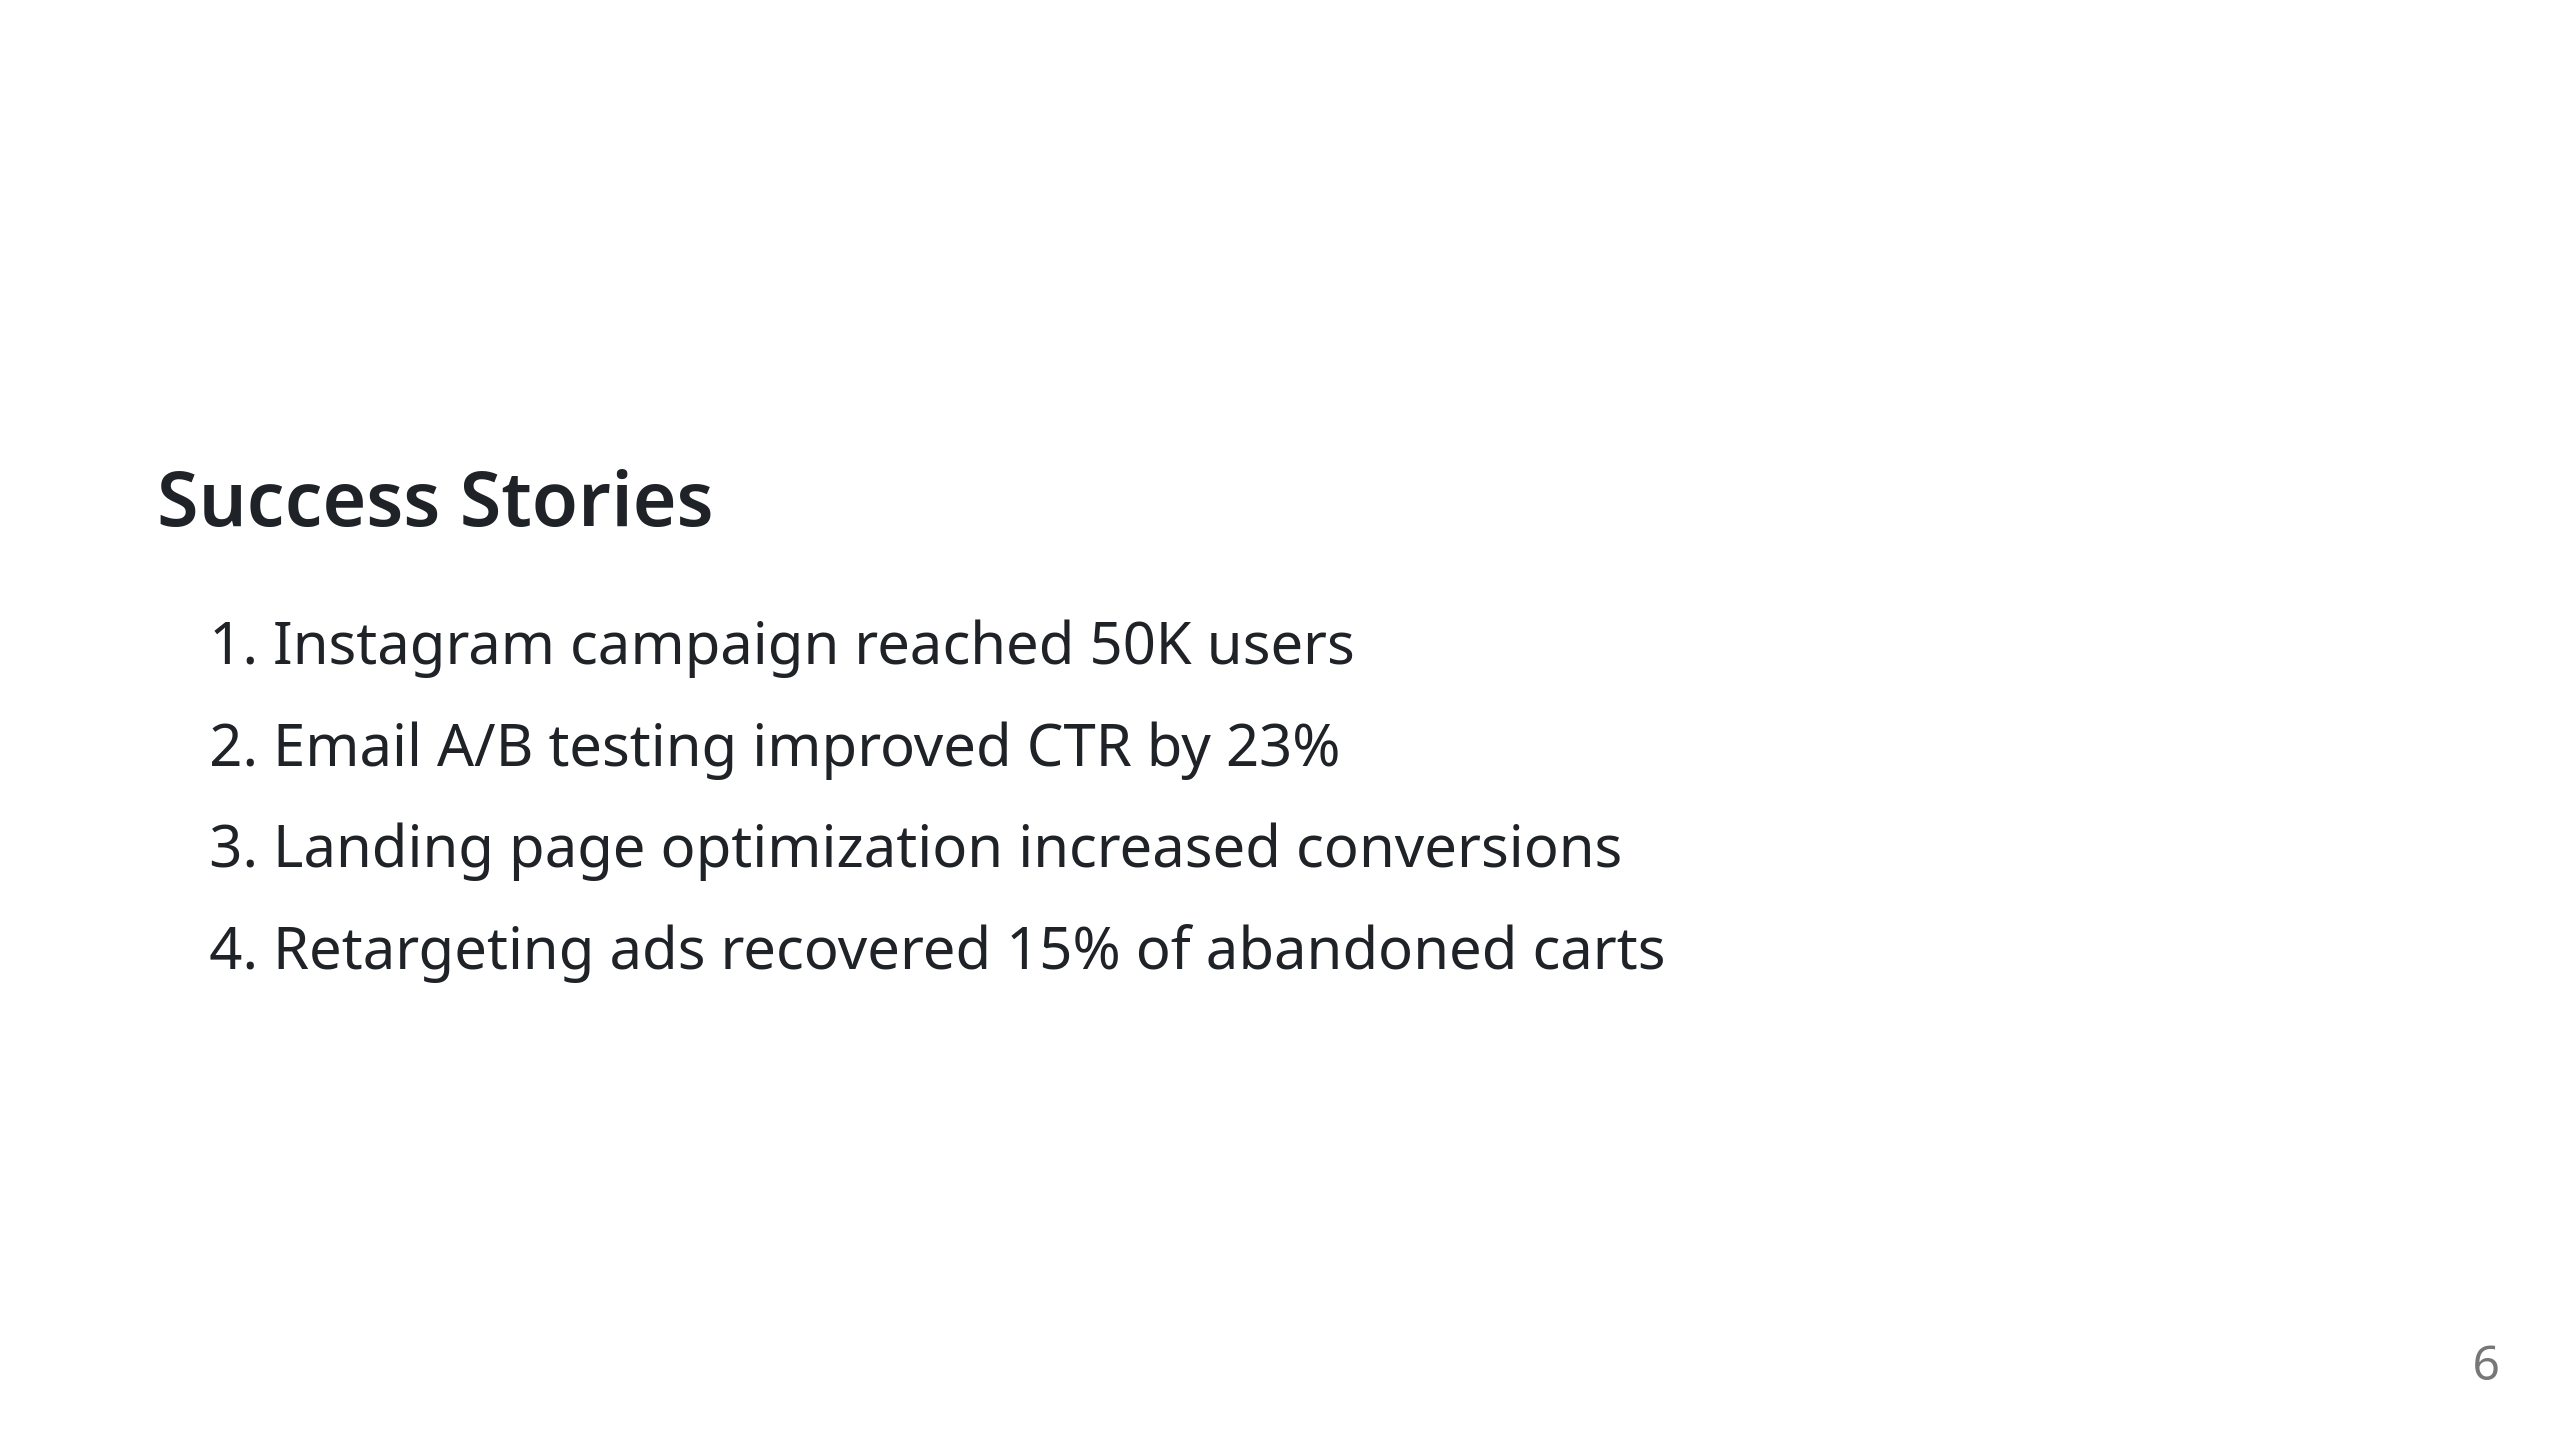 Success Stories
1. Instagram campaign reached 50K users
2. Email A/B testing improved CTR by 23%
3. Landing page optimization increased conversions
4. Retargeting ads recovered 15% of abandoned carts
6